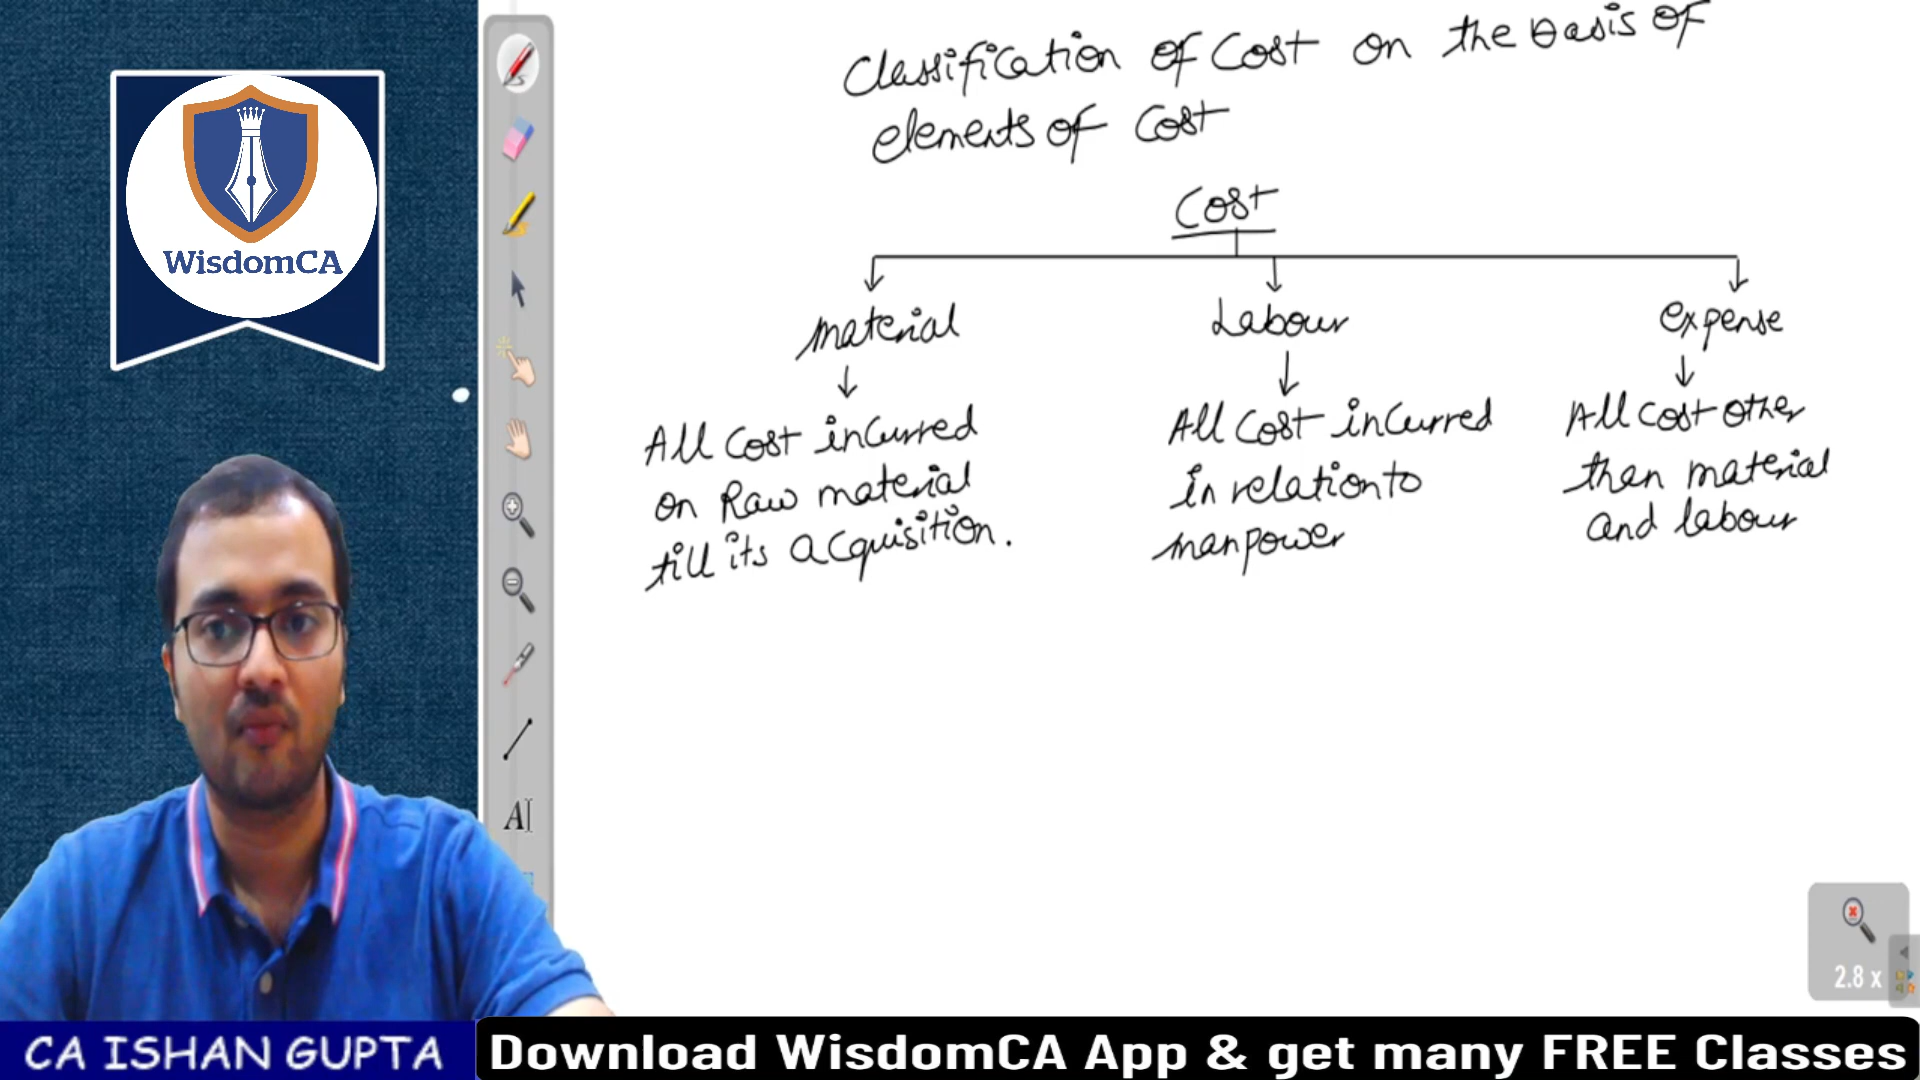 WisdomCA
Classification of Cost on the basis of
elements of Cost
Cost
Material
Labour
expense
All Cost incurred
on Raw material
till its acquisition.
All Cost incurred
in relation to
manpower
All cost other
then material
and labour
A
2.8 x
CA ISHAN GUPTA
Download WisdomCA App & get many FREE Classes